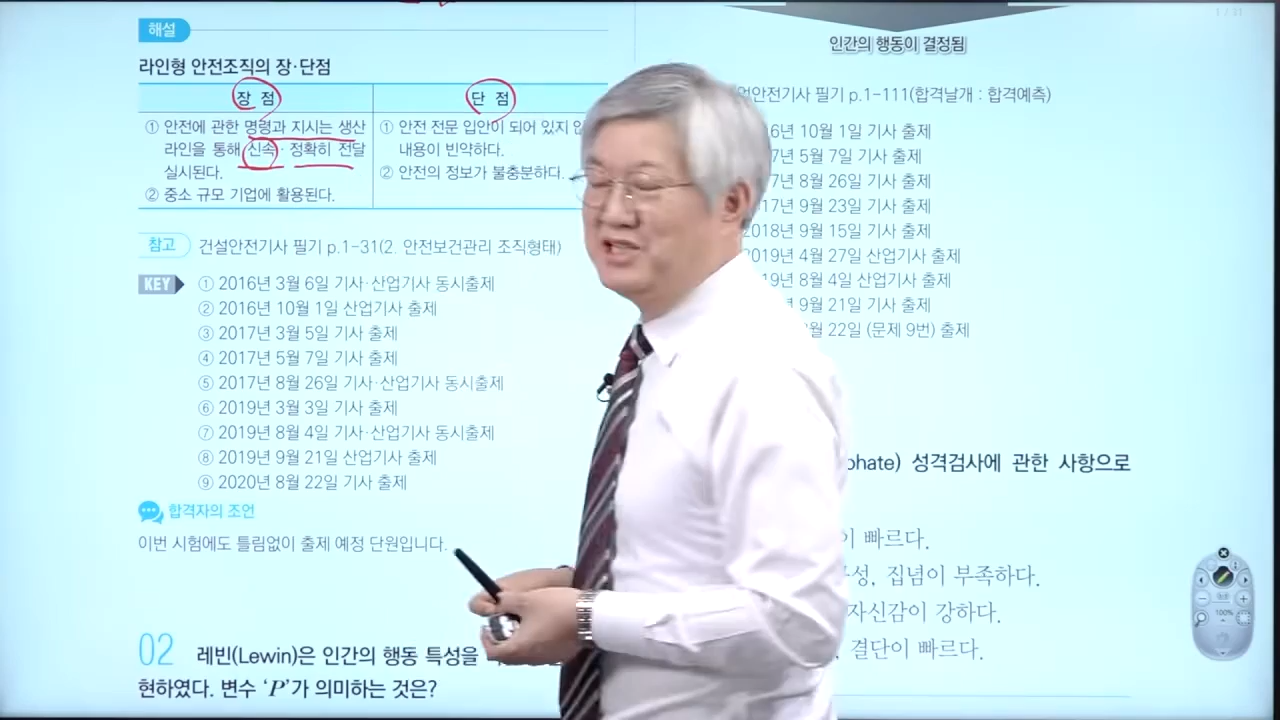 해설
라인형 안전조직의 장·단점
장 점
단 점
① 안전에 관한 명령과 지시는 생산
라인을 통해 신속·정확히 전달
실시된다.
② 중소 규모 기업에 활용된다.
① 안전 전문 입안이 되어 있지
내용이 빈약하다.
② 안전의 정보가 불충분하다.
참고 건설안전기사 필기 p.1-31(2. 안전보건관리 조직형태)
KEY ① 2016년 3월 6일 기사·산업기사 동시출제
② 2016년 10월 1일 산업기사 출제
③ 2017년 3월 5일 기사 출제
④ 2017년 5월 7일 기사 출제
⑤ 2017년 8월 26일 기사·산업기사 동시출제
⑥ 2019년 3월 3일 기사 출제
⑦ 2019년 8월 4일 기사·산업기사 동시출제
⑧ 2019년 9월 21일 산업기사 출제
⑨ 2020년 8월 22일 기사 출제
합격자의 조언
이번 시험에도 틀림없이 출제 예정 단원입니다.
02 레빈(Lewin)은 인간의 행동 특성을
현하였다. 변수 ‘P’가 의미하는 것은?
인간의 행동이 결정됨
업안전기사 필기 p.1-111(합격날개 : 합격예측)
6년 10월 1일 기사 출제
7년 5월 7일 기사 출제
7년 8월 26일 기사 출제
17년 9월 23일 기사 출제
2018년 9월 15일 기사 출제
2019년 4월 27일 산업기사 출제
19년 8월 4일 산업기사 출제
9월 21일 기사 출제
월 22일 (문제 9번) 출제
phate) 성격검사에 관한 사항으로
이 빠르다.
집념이 부족하다.
자신감이 강하다.
결단이 빠르다.
100%